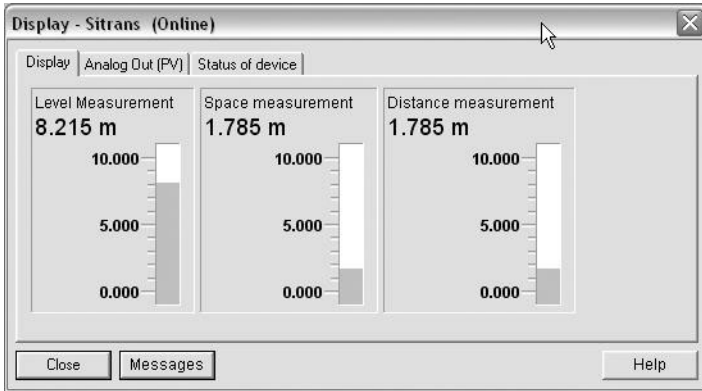 Display - Sitrans (Online)
Display Analog Out (PV) Status of device
Level Measurement
8.215 m
10.000
5.000
0.000
Space measurement
1.785 m
10.000
5.000
0.000
Distance measurement
1.785 m
10.000
5.000
0.000
Close Messages Help